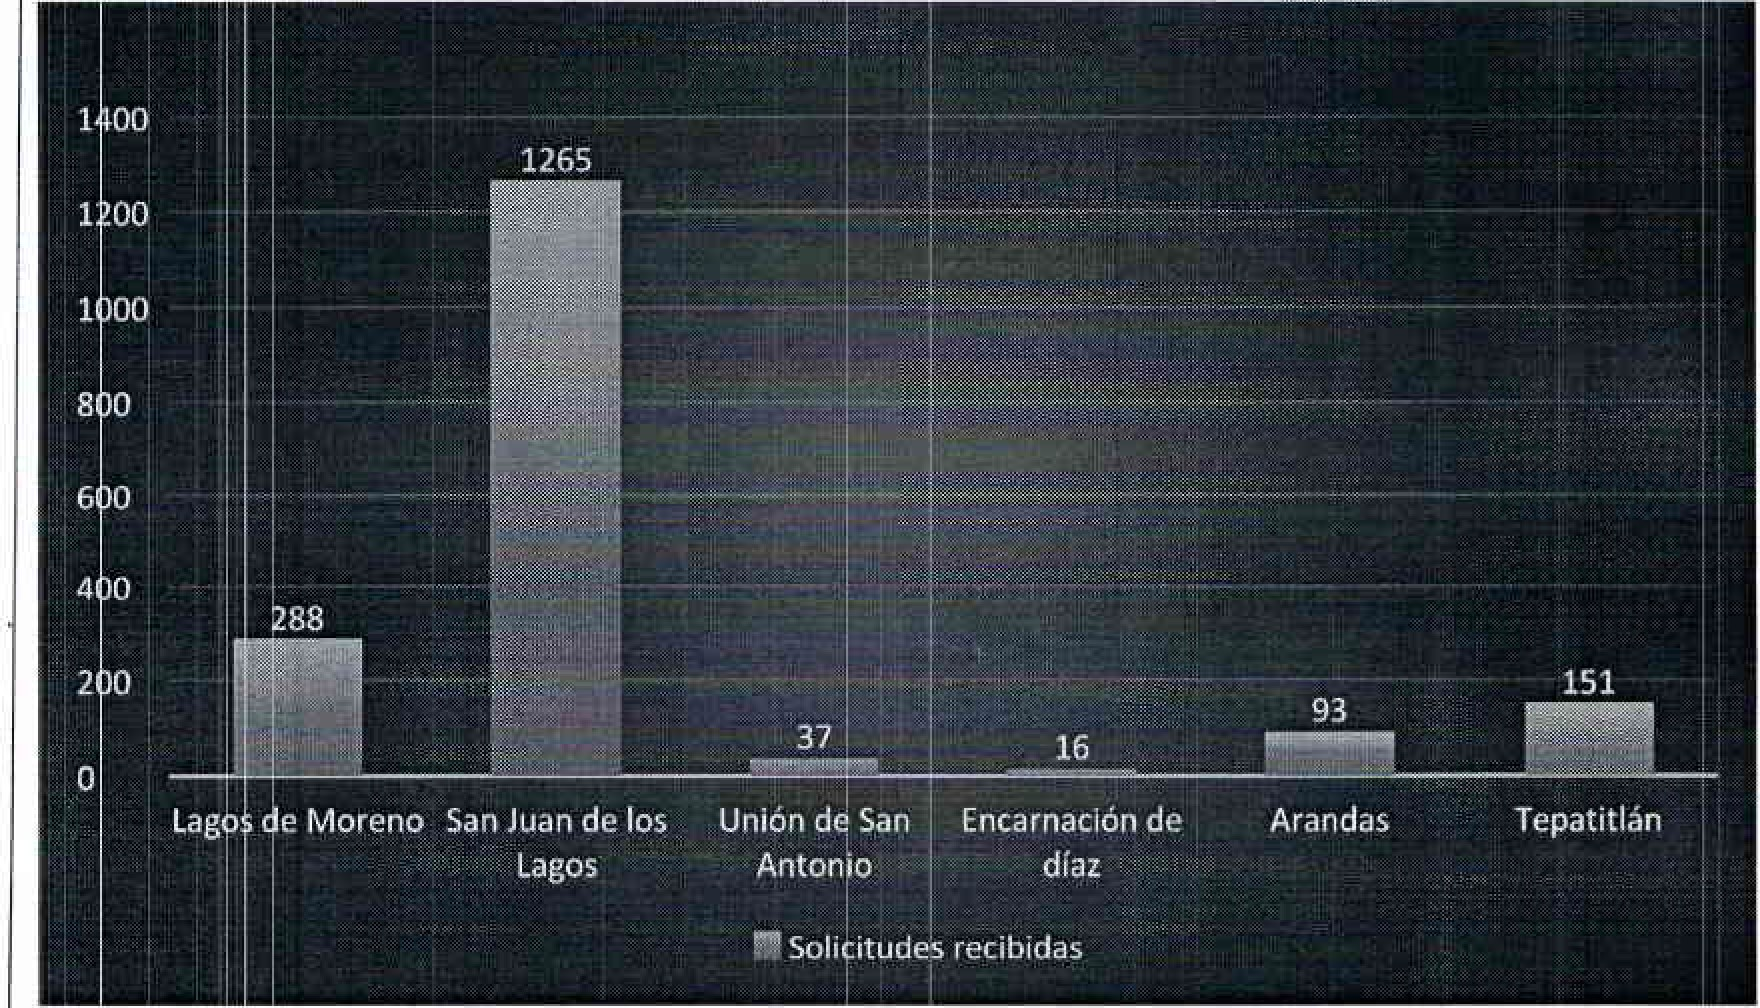 1400
1265
1200
1000
800
600
400
288
200
151
93
37
16
0
Lagos de Moreno
San Juan de los
Lagos
Unión de San
Antonio
Encarnación de
díaz
Arandas
Tepatitlán
Solicitudes recibidas